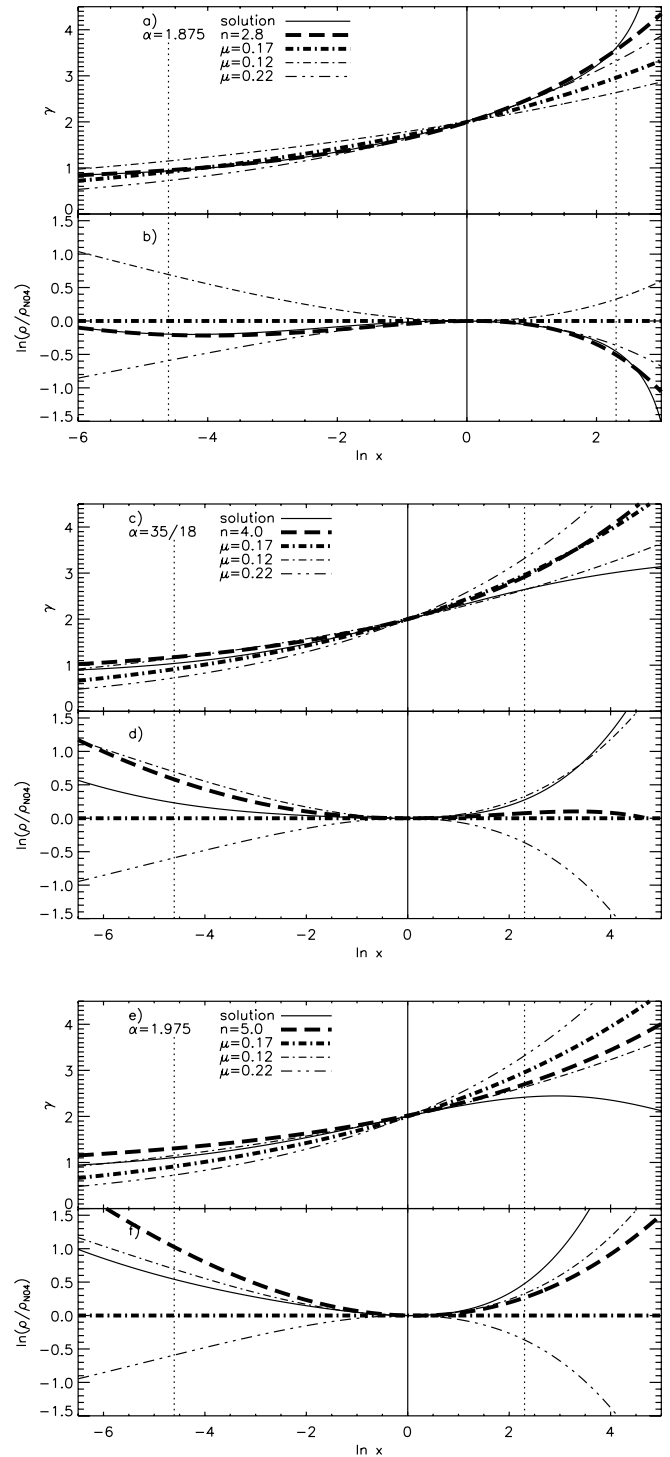 a)
α=1.875
solution
n=2.8
μ=0.17
μ=0.12
μ=0.22
γ
4
3
2
1
0
b)
ln(ρ/ρN04)
1.5
1.0
0.5
0.0
−0.5
−1.0
−1.5
−6 −4 −2 0 2
ln x
c)
α=35/18
solution
n=4.0
μ=0.17
μ=0.12
μ=0.22
γ
4
3
2
1
0
d)
ln(ρ/ρN04)
1.5
1.0
0.5
0.0
−0.5
−1.0
−1.5
−6 −4 −2 0 2 4
ln x
e)
α=1.975
solution
n=5.0
μ=0.17
μ=0.12
μ=0.22
γ
4
3
2
1
0
f)
ln(ρ/ρN04)
1.5
1.0
0.5
0.0
−0.5
−1.0
−1.5
−6 −4 −2 0 2 4
ln x